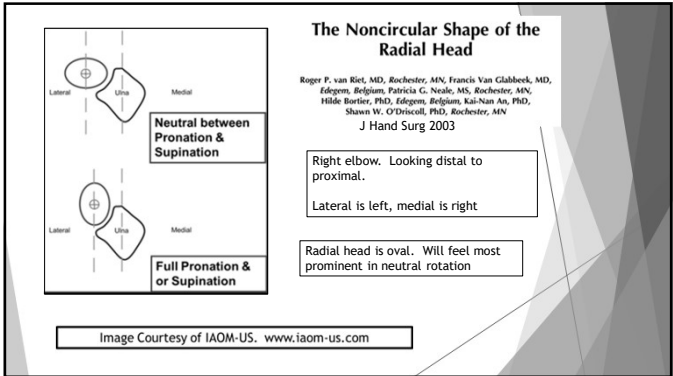 The Noncircular Shape of the
Radial Head
Roger P. van Riet, MD, Rochester, MN, Francis Van Glabbeek, MD,
Edegem, Belgium, Patricia G. Neale, MS, Rochester, MN,
Hilde Bortier, PhD, Edegem, Belgium, Kai-Nan An, PhD,
Shawn W. O'Driscoll, PhD, Rochester, MN
J Hand Surg 2003
Lateral
Ulna
Medial
Neutral between
Pronation &
Supination
Lateral
Ulna
Medial
Full Pronation &
or Supination
Right elbow. Looking distal to
proximal.
Lateral is left, medial is right
Radial head is oval. Will feel most
prominent in neutral rotation
Image Courtesy of IAOM-US. www.iaom-us.com